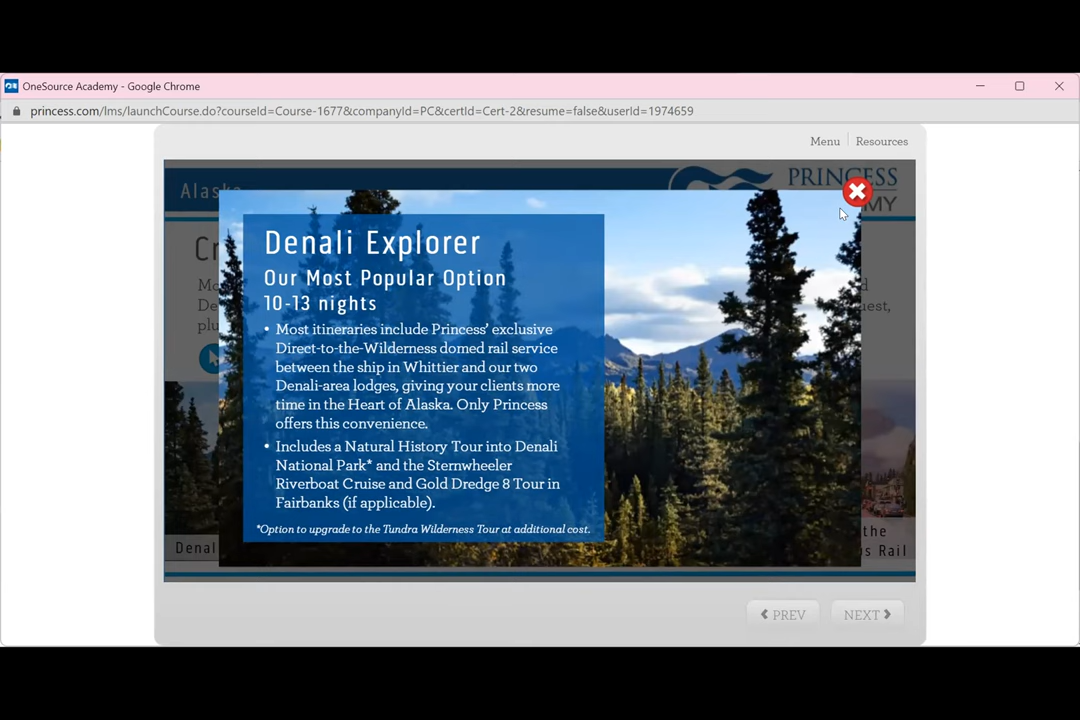 OneSource Academy - Google Chrome
princess.com/lms/launchCourse.do?courseId=Course-1677&companyId=PC&certId=Cert-2&resume=false&userId=1974659
Menu
Resources
Alaska
PRINCESS
MY
Denali Explorer
Our Most Popular Option
10-13 nights
• Most itineraries include Princess' exclusive
Direct-to-the-Wilderness domed rail service
between the ship in Whittier and our two
Denali-area lodges, giving your clients more
time in the Heart of Alaska. Only Princess
offers this convenience.
• Includes a Natural History Tour into Denali
National Park* and the Sternwheeler
Riverboat Cruise and Gold Dredge 8 Tour in
Fairbanks (if applicable).
*Option to upgrade to the Tundra Wilderness Tour at additional cost.
Denal
the
s Rail
PREV
NEXT